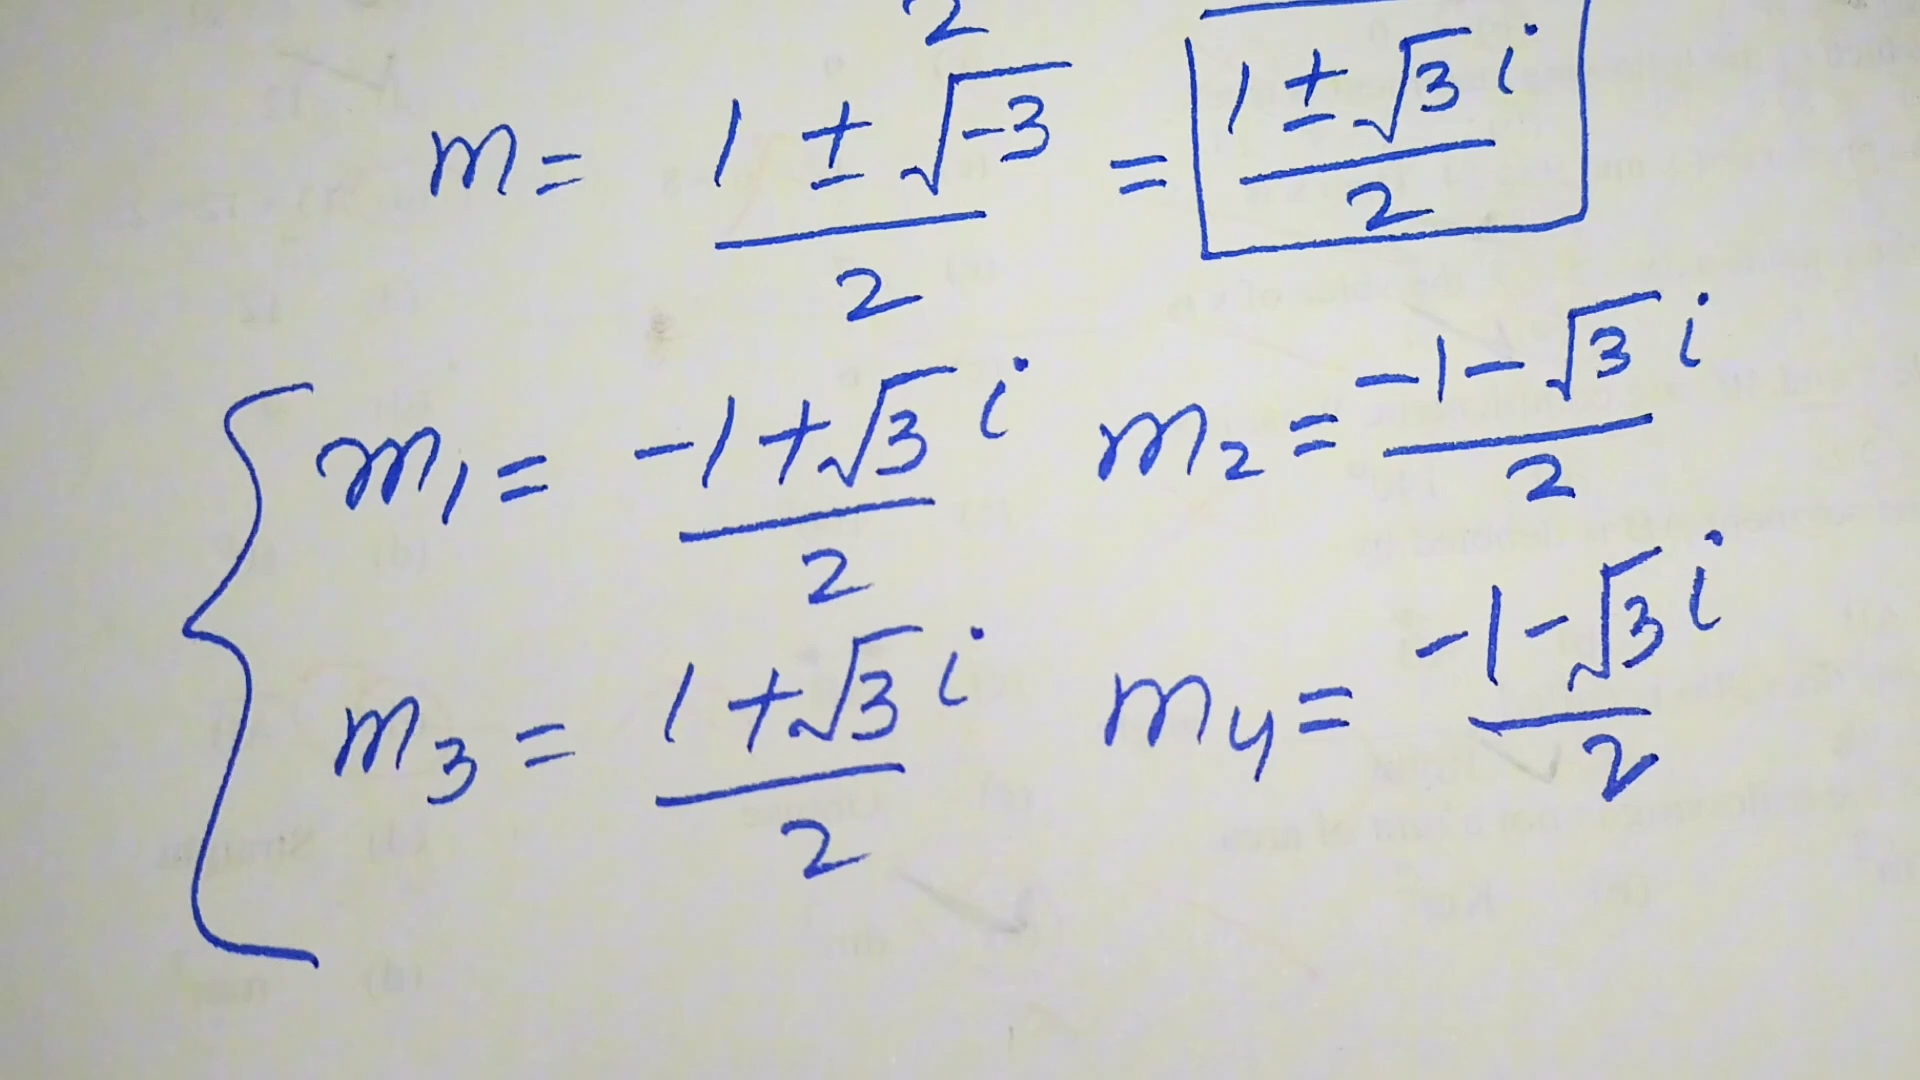 2
m = 1 ± √-3 / 2 = 1 ± √3 i / 2
m₁ = -1 + √3 i / 2 m₂ = -1 - √3 i / 2
m₃ = 1 + √3 i / 2 m₄ = -1 - √3 i / 2